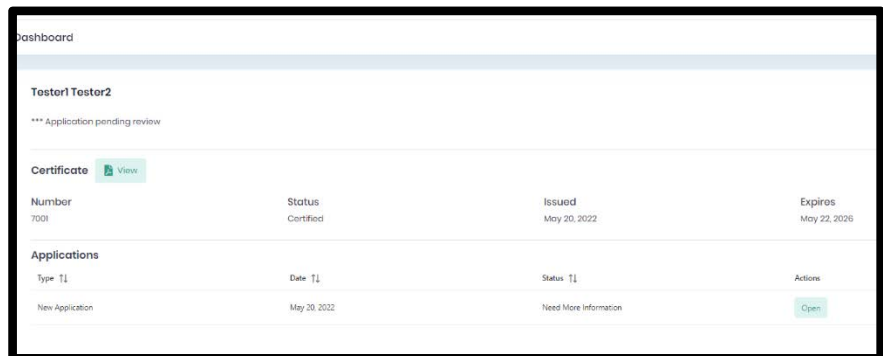 Dashboard
Tester1 Tester2
*** Application pending review
Certificate View
Number Status Issued Expires
7001 Certified May 20, 2022 May 22, 2026
Applications
Type Date Status Actions
New Application May 20, 2022 Need More Information Open